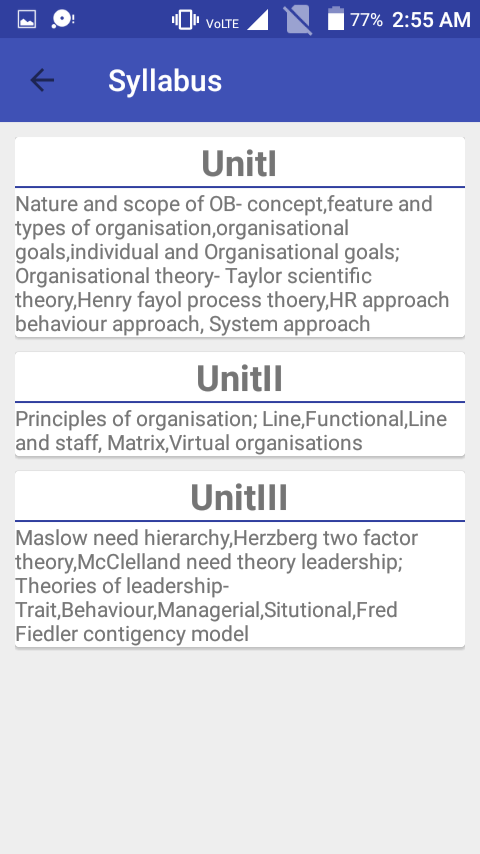 VoLTE 77% 2:55 AM
Syllabus
UnitI
Nature and scope of OB- concept,feature and
types of organisation,organisational
goals,individual and Organisational goals;
Organisational theory- Taylor scientific
theory,Henry fayol process thoery,HR approach
behaviour approach, System approach
UnitII
Principles of organisation; Line,Functional,Line
and staff, Matrix,Virtual organisations
UnitIII
Maslow need hierarchy,Herzberg two factor
theory,McClelland need theory leadership;
Theories of leadership-
Trait,Behaviour,Managerial,Situtional,Fred
Fiedler contigency model